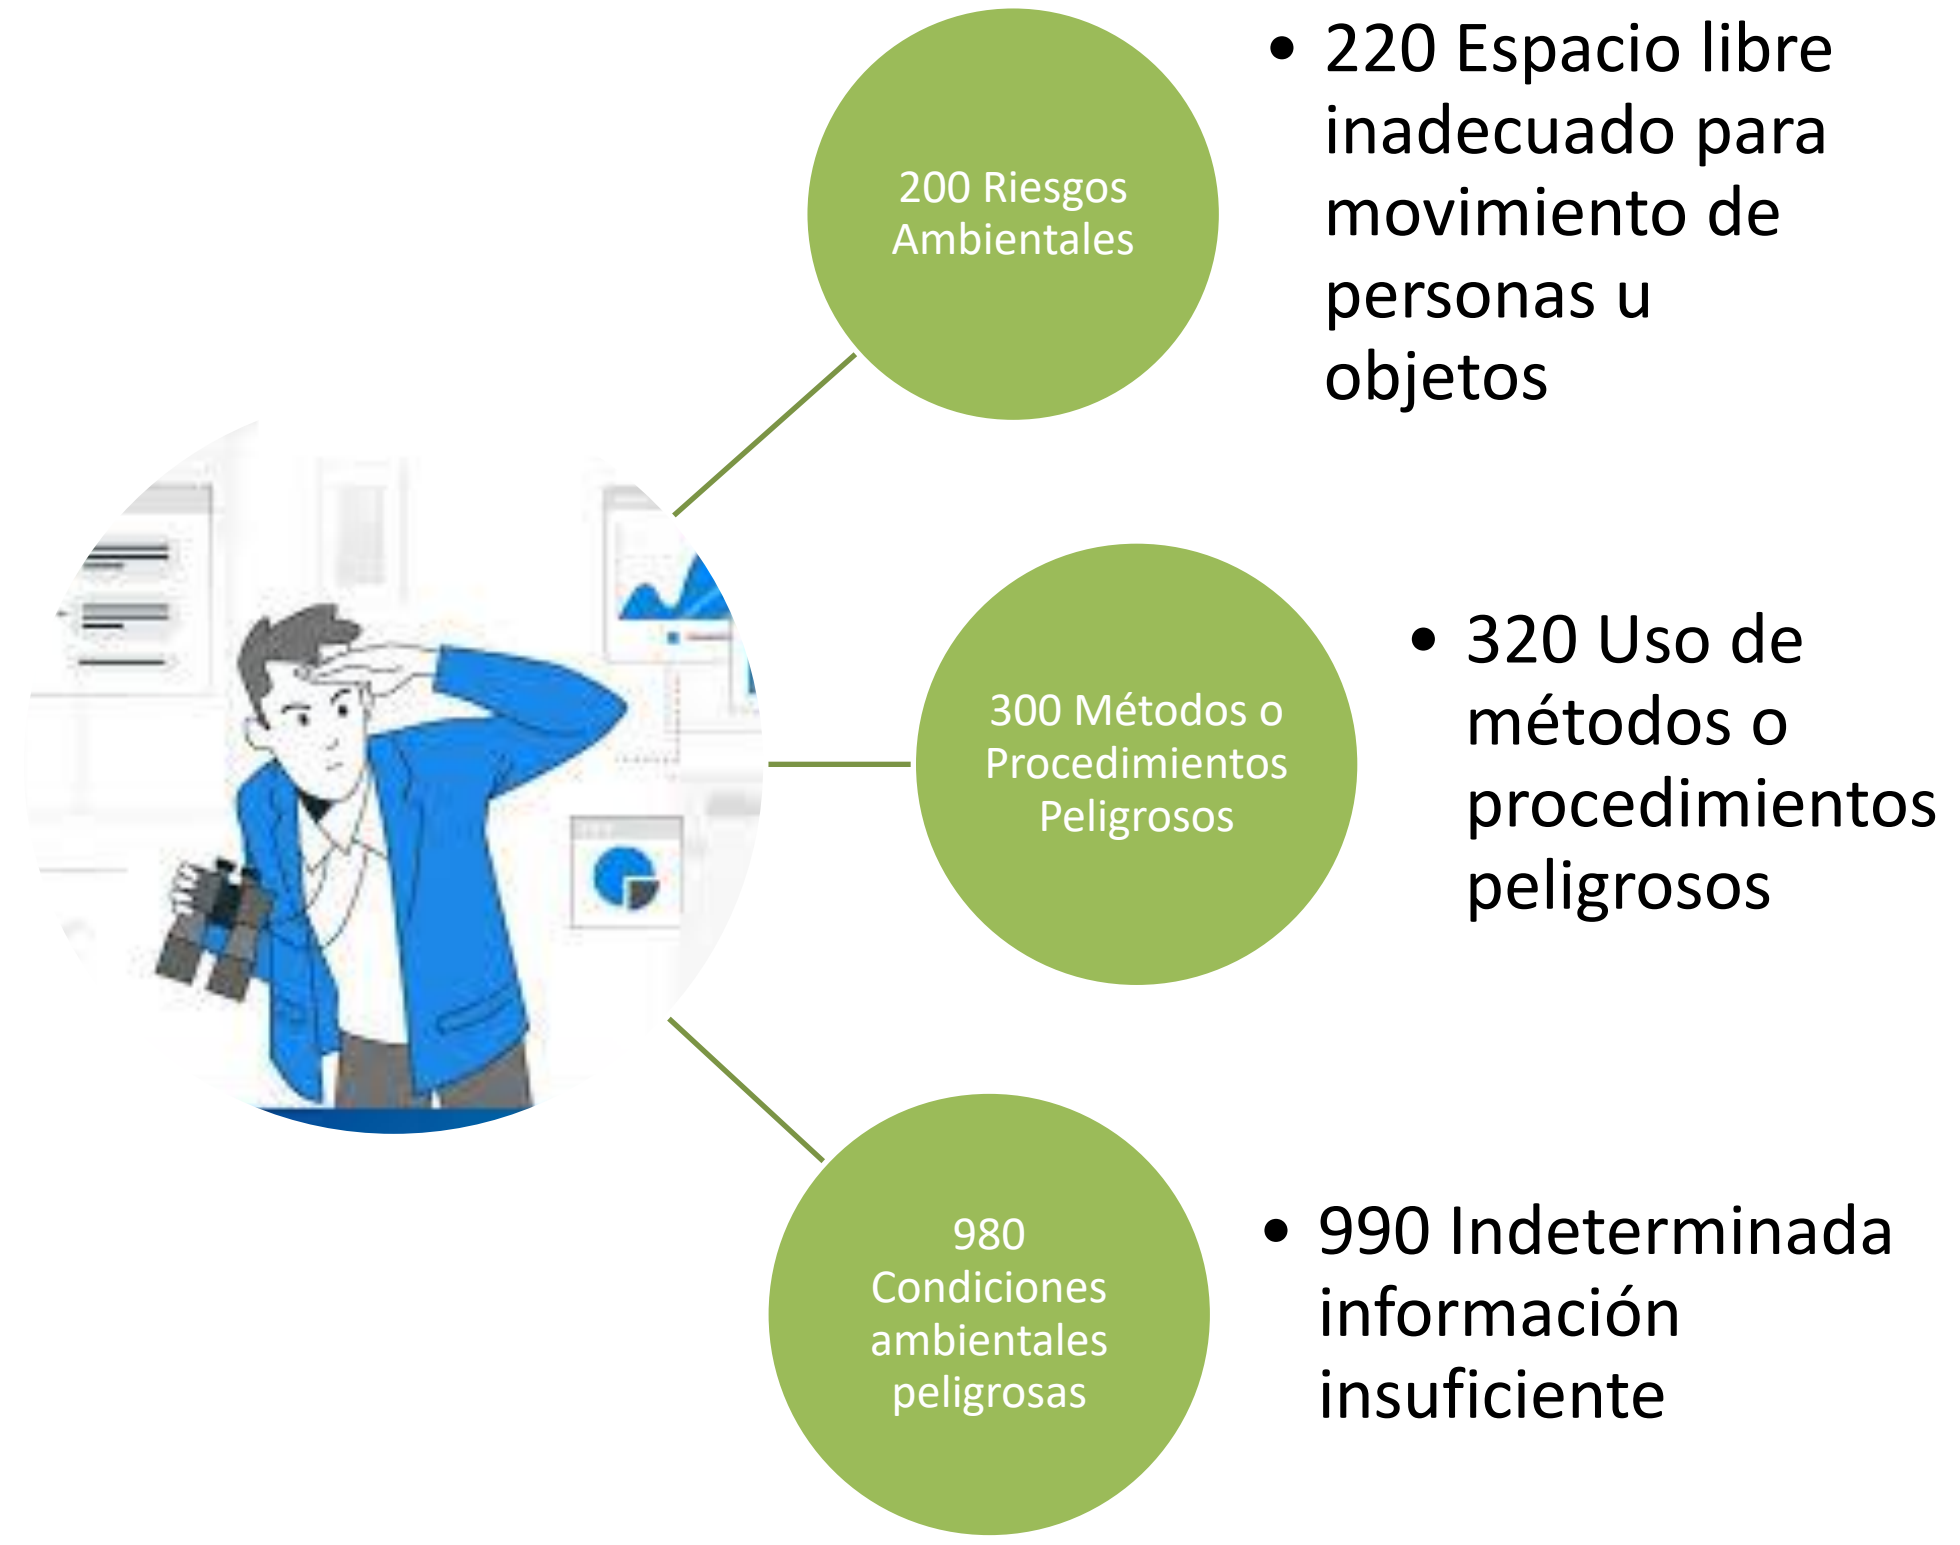 200 Riesgos
Ambientales
• 220 Espacio libre
inadecuado para
movimiento de
personas u
objetos
300 Métodos o
Procedimientos
Peligrosos
• 320 Uso de
métodos o
procedimientos
peligrosos
980
Condiciones
ambientales
peligrosas
• 990 Indeterminada
información
insuficiente